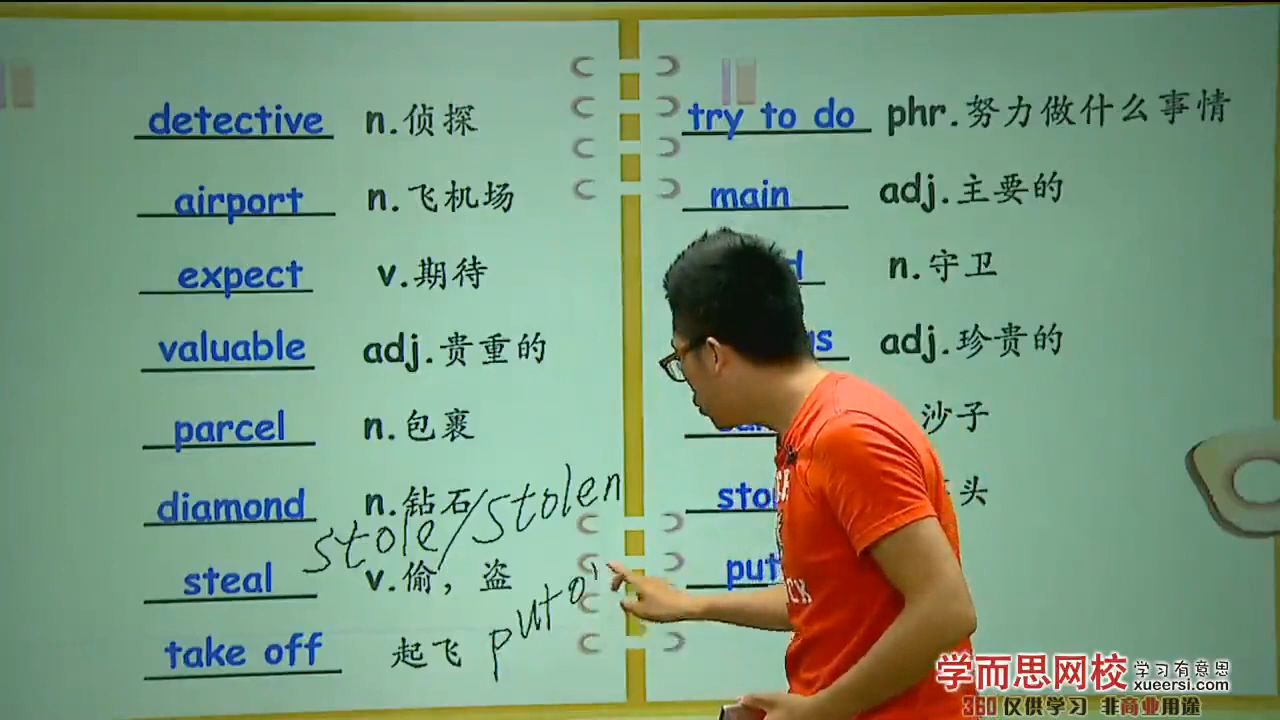 detective n.侦探
airport n.飞机场
expect v.期待
valuable adj.贵重的
parcel n.包裹
diamond n.钻石
stole/stolen
steal v.偷，盗
take off 起飞
put o
try to do phr.努力做什么事情
main adj.主要的
n.守卫
adj.珍贵的
沙子
头
put
学而思网校 学习有意思
xueersi.com
360 仅供学习 非商业用途